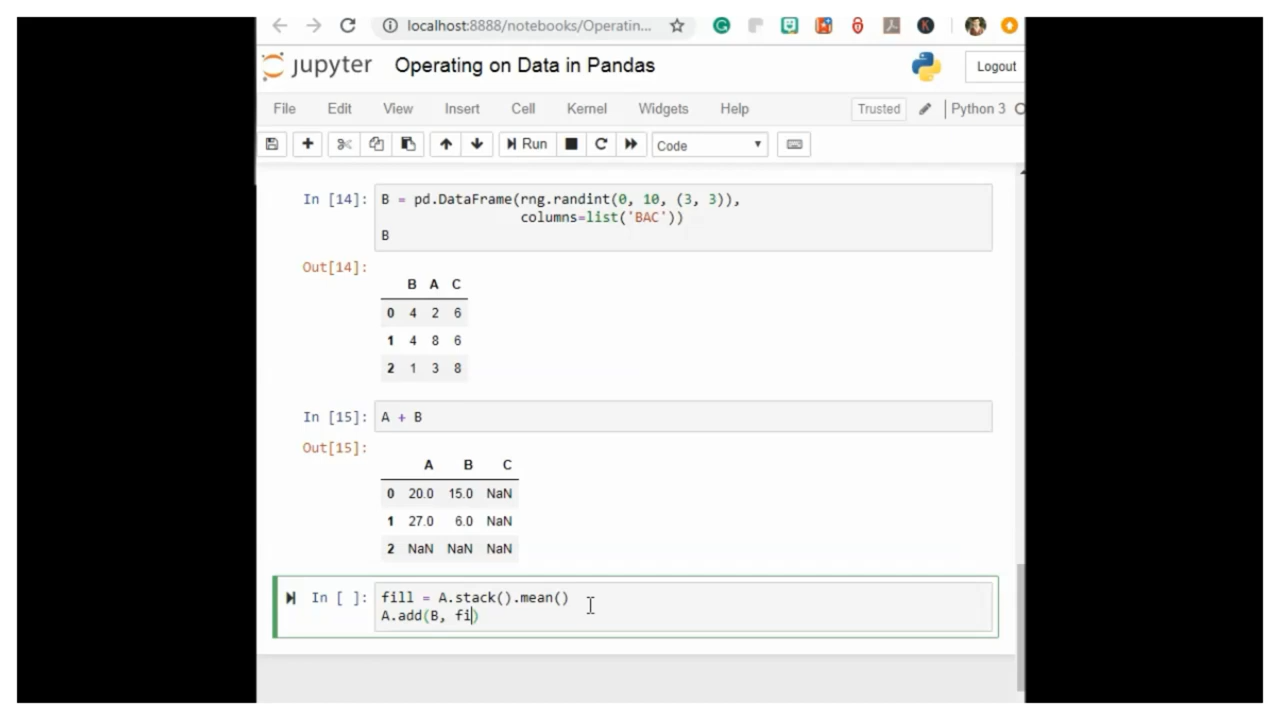 localhost:8888/notebooks/Operatin...
jupyter Operating on Data in Pandas Logout
File Edit View Insert Cell Kernel Widgets Help Trusted Python 3
Run Code
In [14]: B = pd.DataFrame(rng.randint(0, 10, (3, 3)),
columns=list('BAC'))
B
Out[14]:
B A C
0 4 2 6
1 4 8 6
2 1 3 8
In [15]: A + B
Out[15]:
A B C
0 20.0 15.0 NaN
1 27.0 6.0 NaN
2 NaN NaN NaN
In [ ]: fill = A.stack().mean()
A.add(B, fi)